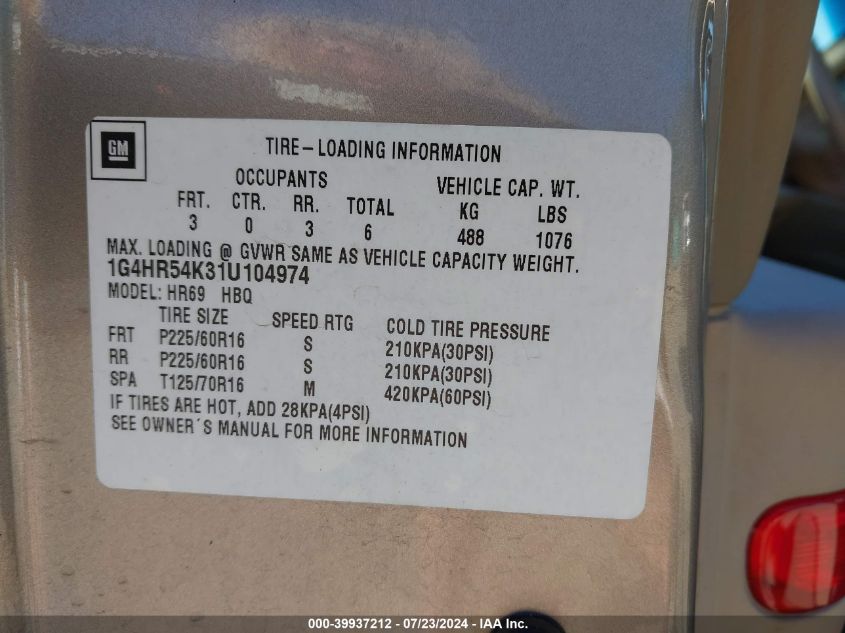 GM
TIRE-LOADING INFORMATION
OCCUPANTS VEHICLE CAP. WT.
FRT. CTR. RR. TOTAL KG LBS
3 0 3 6 488 1076
MAX. LOADING @ GVWR SAME AS VEHICLE CAPACITY WEIGHT.
1G4HR54K31U104974
MODEL: HR69 HBQ
TIRE SIZE SPEED RTG COLD TIRE PRESSURE
FRT P225/60R16 S 210KPA(30PSI)
RR P225/60R16 S 210KPA(30PSI)
SPA T125/70R16 M 420KPA(60PSI)
IF TIRES ARE HOT, ADD 28KPA(4PSI)
SEE OWNER´S MANUAL FOR MORE INFORMATION
000-39937212 - 07/23/2024 - IAA Inc.